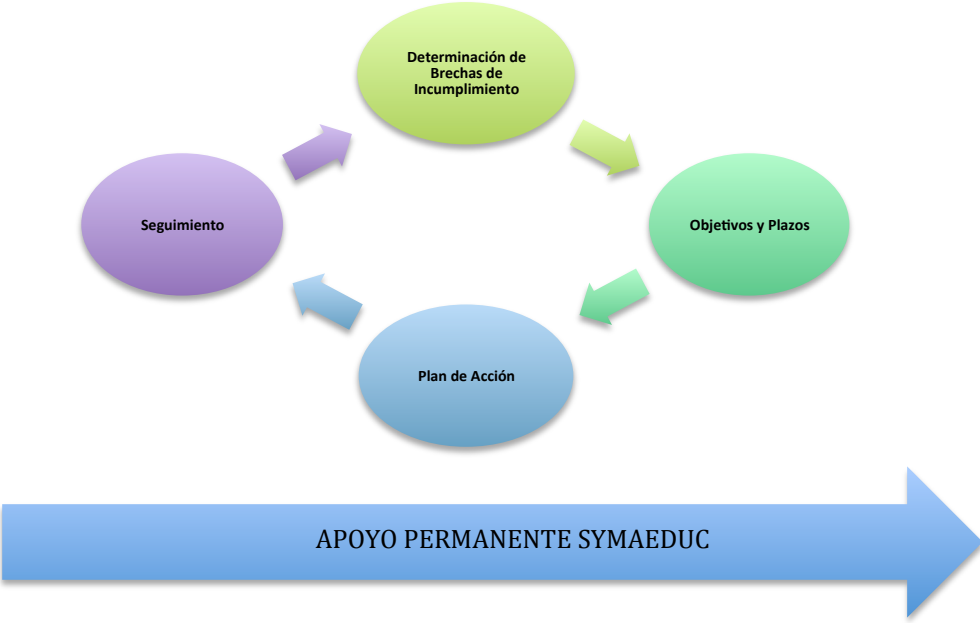 Determinación de
Brechas de
Incumplimiento
Seguimiento
Objetivos y Plazos
Plan de Acción
APOYO PERMANENTE SYMAEDUC